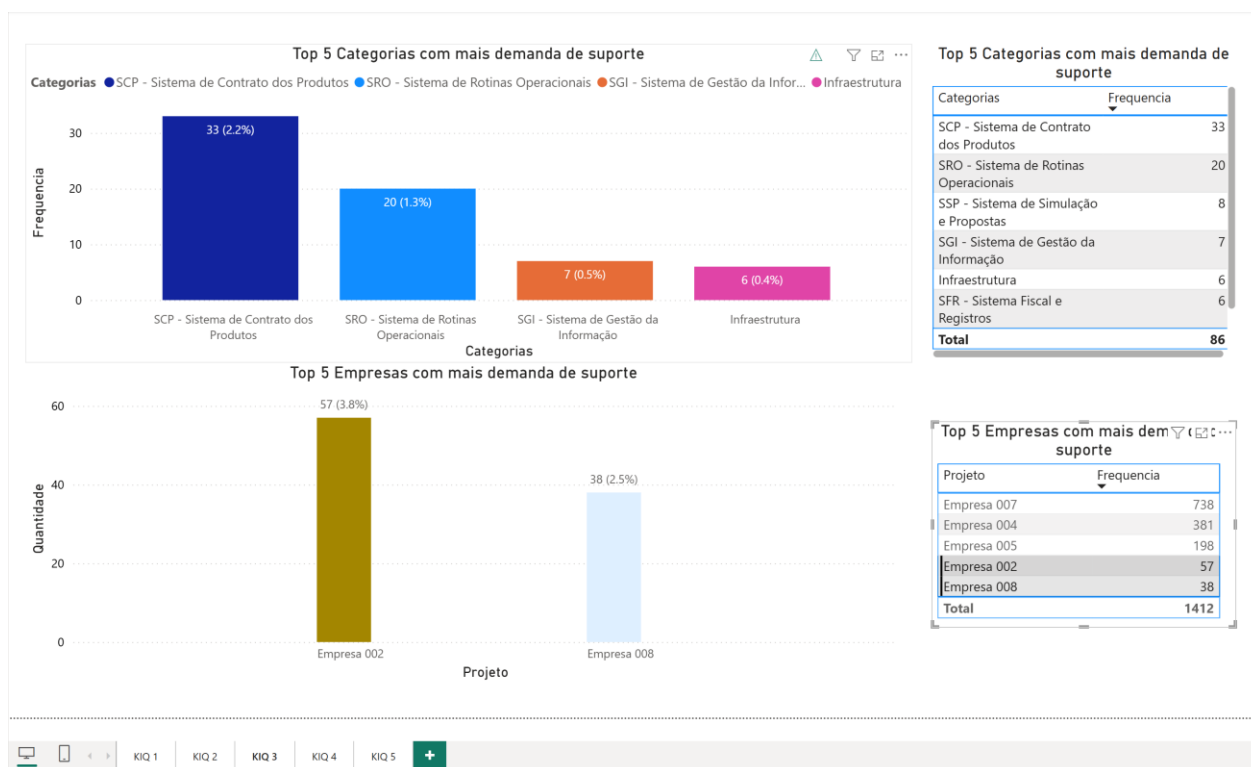 Top 5 Categorias com mais demanda de suporte
Categorias SCP - Sistema de Contrato dos Produtos SRO - Sistema de Rotinas Operacionais SGI - Sistema de Gestão da Infor... Infraestrutura
Frequencia
30
20
10
0
33 (2.2%)
20 (1.3%)
7 (0.5%)
6 (0.4%)
SCP - Sistema de Contrato dos
Produtos
SRO - Sistema de Rotinas
Operacionais
SGI - Sistema de Gestão da
Informação
Infraestrutura
Categorias
Top 5 Categorias com mais demanda de
suporte
Categorias Frequencia
SCP - Sistema de Contrato
dos Produtos 33
SRO - Sistema de Rotinas
Operacionais 20
SSP - Sistema de Simulação
e Propostas 8
SGI - Sistema de Gestão da
Informação 7
Infraestrutura 6
SFR - Sistema Fiscal e
Registros 6
Total 86
Top 5 Empresas com mais demanda de suporte
Quantidade
60
40
20
0
57 (3.8%)
38 (2.5%)
Empresa 002
Empresa 008
Projeto
Top 5 Empresas com mais dem
suporte
Projeto Frequencia
Empresa 007 738
Empresa 004 381
Empresa 005 198
Empresa 002 57
Empresa 008 38
Total 1412
KIQ 1 KIQ 2 KIQ 3 KIQ 4 KIQ 5 +